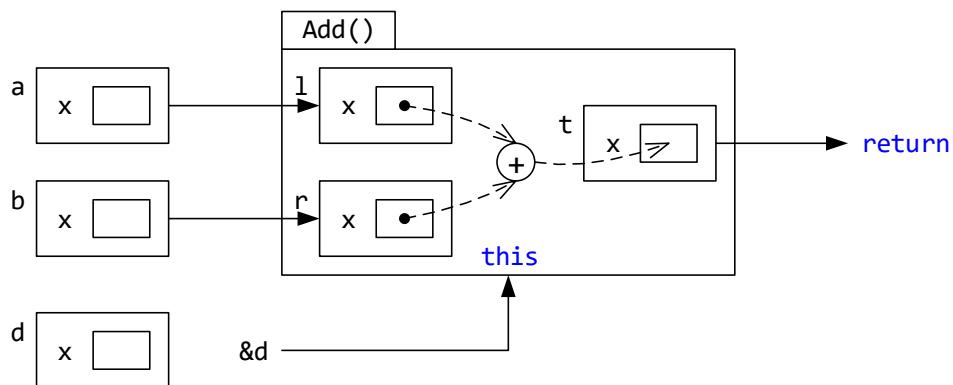 Add()
a x l x
t x return
+
b x r x
this
d x &d